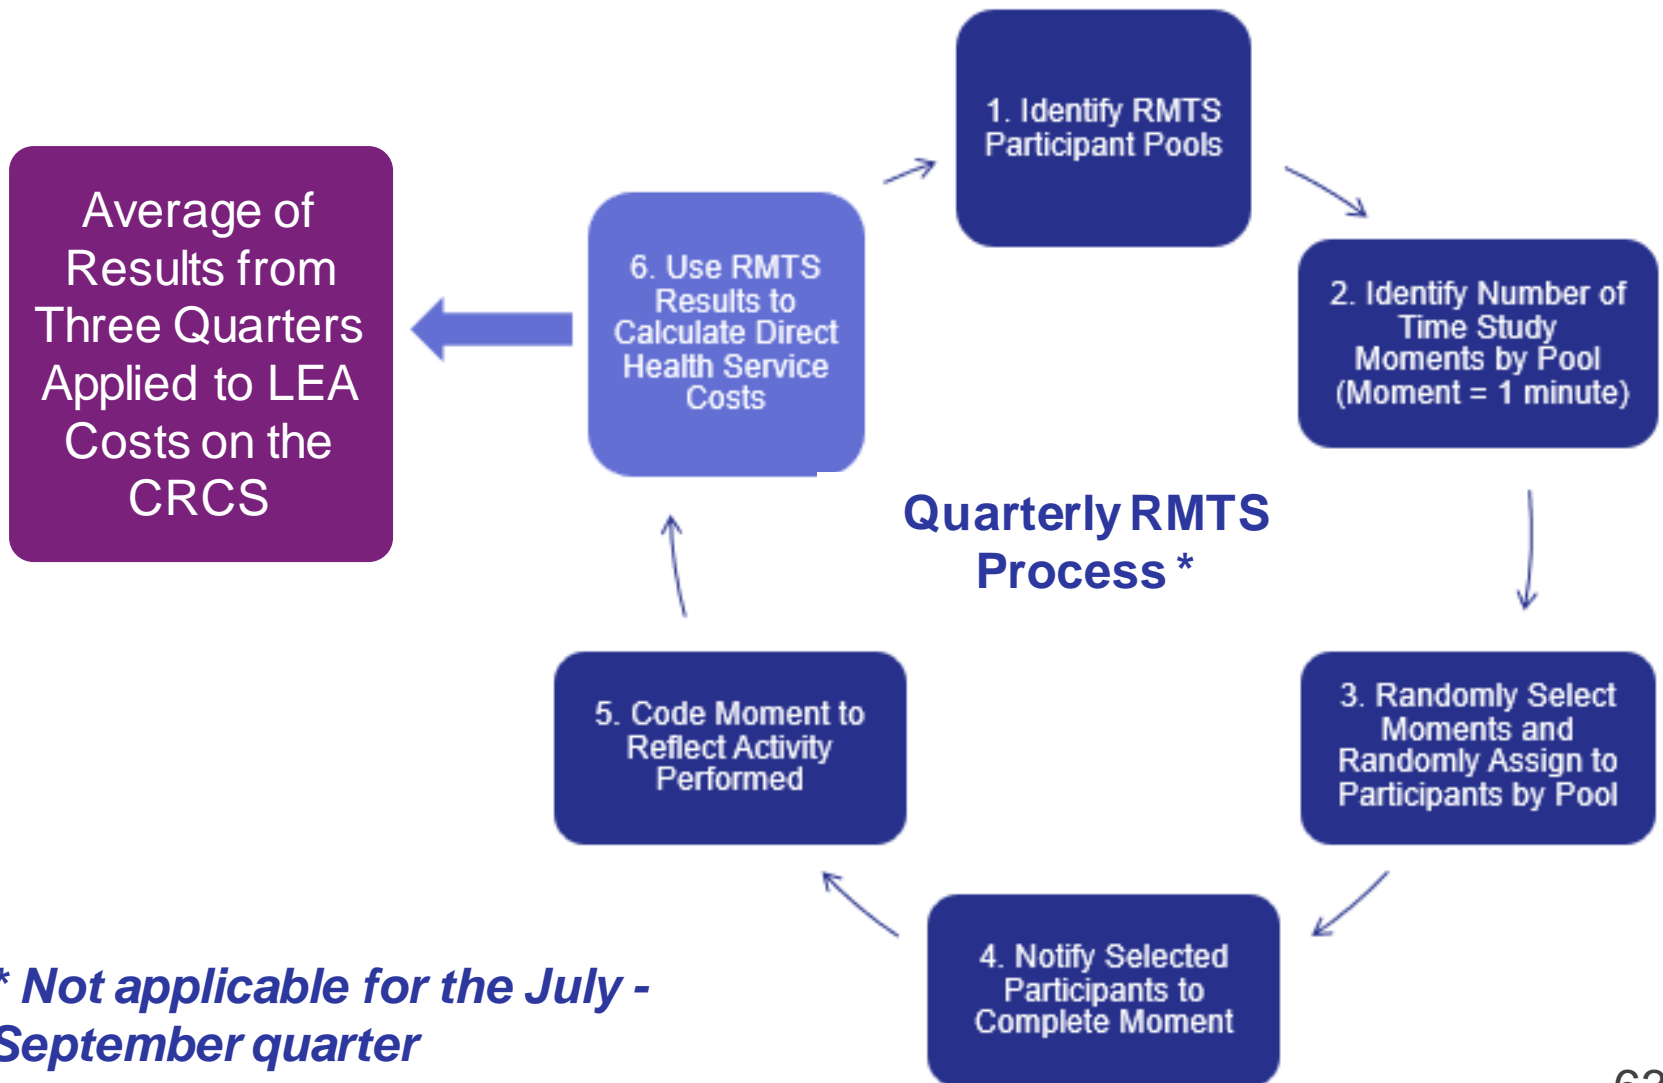 1. Identify RMTS
Participant Pools
Average of
Results from
Three Quarters
Applied to LEA
Costs on the
CRCS
6. Use RMTS
Results to
Calculate Direct
Health Service
Costs
2. Identify Number of
Time Study
Moments by Pool
(Moment = 1 minute)
Quarterly RMTS
Process *
3. Randomly Select
Moments and
Randomly Assign to
Participants by Pool
5. Code Moment to
Reflect Activity
Performed
4. Notify Selected
Participants to
Complete Moment
* Not applicable for the July -
September quarter